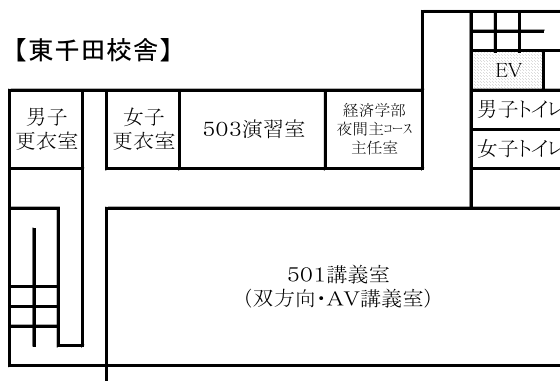 【東千田校舎】
EV
男子
更衣室
女子
更衣室
503演習室
経済学部
夜間主コース
主任室
男子トイレ
女子トイレ
501講義室
（双方向・AV講義室）